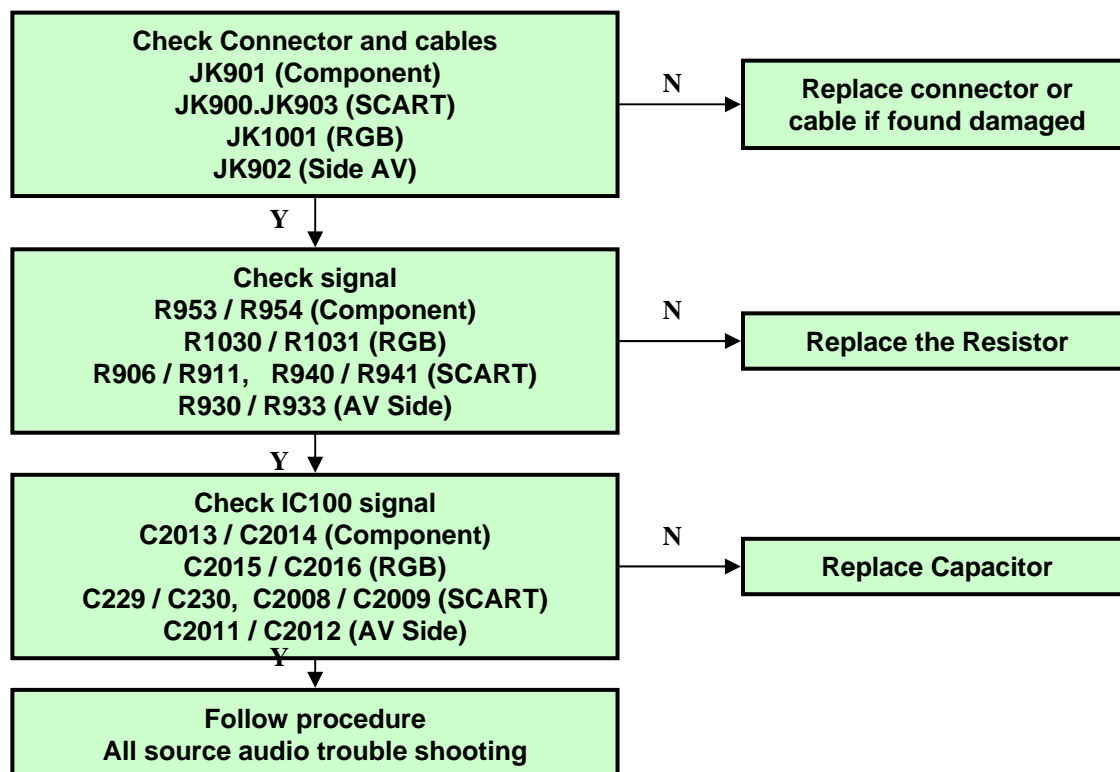 Check Connector and cables
JK901 (Component)
JK900.JK903 (SCART)
JK1001 (RGB)
JK902 (Side AV)
N
Replace connector or
cable if found damaged
Y
Check signal
R953 / R954 (Component)
R1030 / R1031 (RGB)
R906 / R911, R940 / R941 (SCART)
R930 / R933 (AV Side)
N
Replace the Resistor
Y
Check IC100 signal
C2013 / C2014 (Component)
C2015 / C2016 (RGB)
C229 / C230, C2008 / C2009 (SCART)
C2011 / C2012 (AV Side)
N
Replace Capacitor
Y
Follow procedure
All source audio trouble shooting